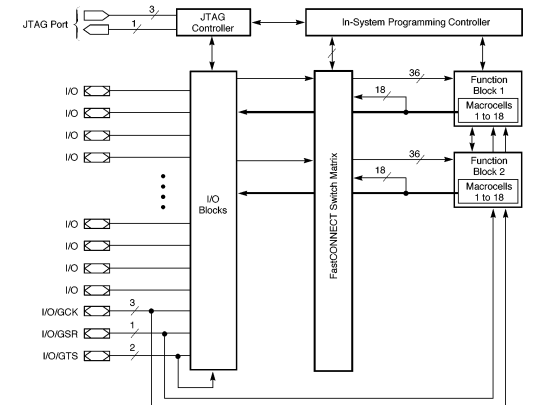 JTAG Port
3
1
JTAG
Controller
In-System Programming Controller
I/O
I/O
I/O
I/O
I/O
I/O
I/O
I/O
I/O/GCK
3
I/O/GSR
1
I/O/GTS
2
I/O
Blocks
FastCONNECT Switch Matrix
36
18
Function
Block 1
Macrocells
1 to 18
36
18
Function
Block 2
Macrocells
1 to 18